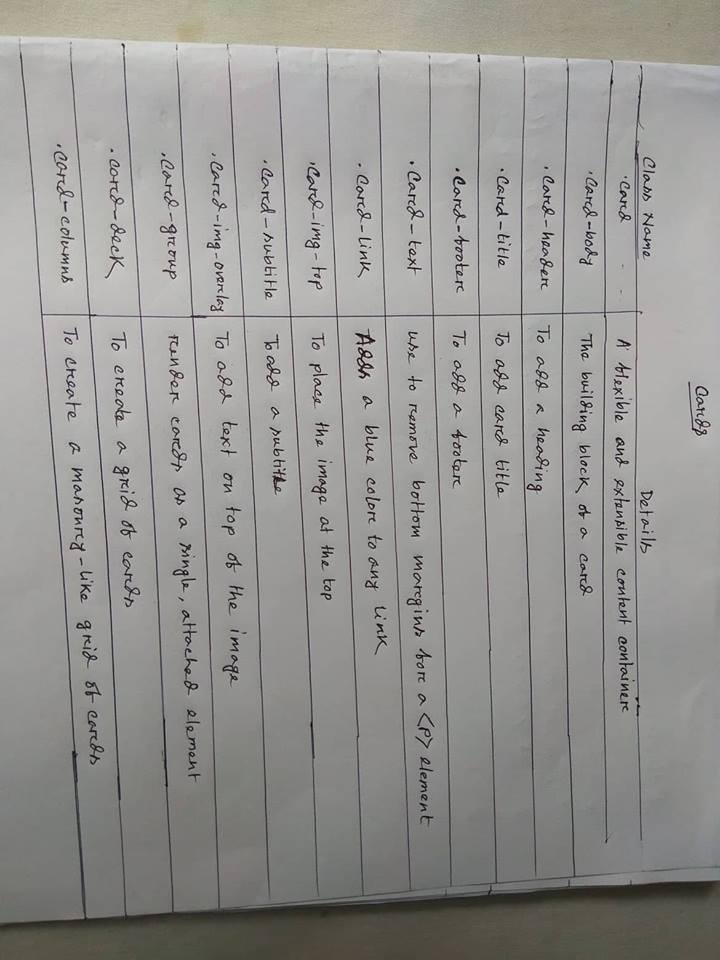 Cards
Class Name Details
.card A flexible and extensible content container
.card-body The building block of a card
.card-header To add a heading
.card-title To add card title
.card-footer To add a footer
.card-text use to remove bottom margins for a <p> element
.card-link Adds a blue color to any link
.card-img-top To place the image at the top
.card-subtitle To add a subtitle
.card-img-overlay To add text on top of the image
.card-group render cards as a single, attached element
.card-deck To create a grid of cards
.card-columns To create a masonry-like grid of cards